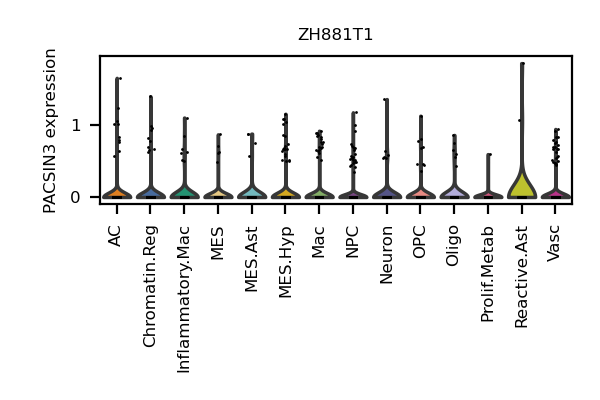 ZH881T1
PACSIN3 expression
1
0
AC
Chromatin.Reg
Inflammatory.Mac
MES
MES.Ast
MES.Hyp
Mac
NPC
Neuron
OPC
Oligo
Prolif.Metab
Reactive.Ast
Vasc